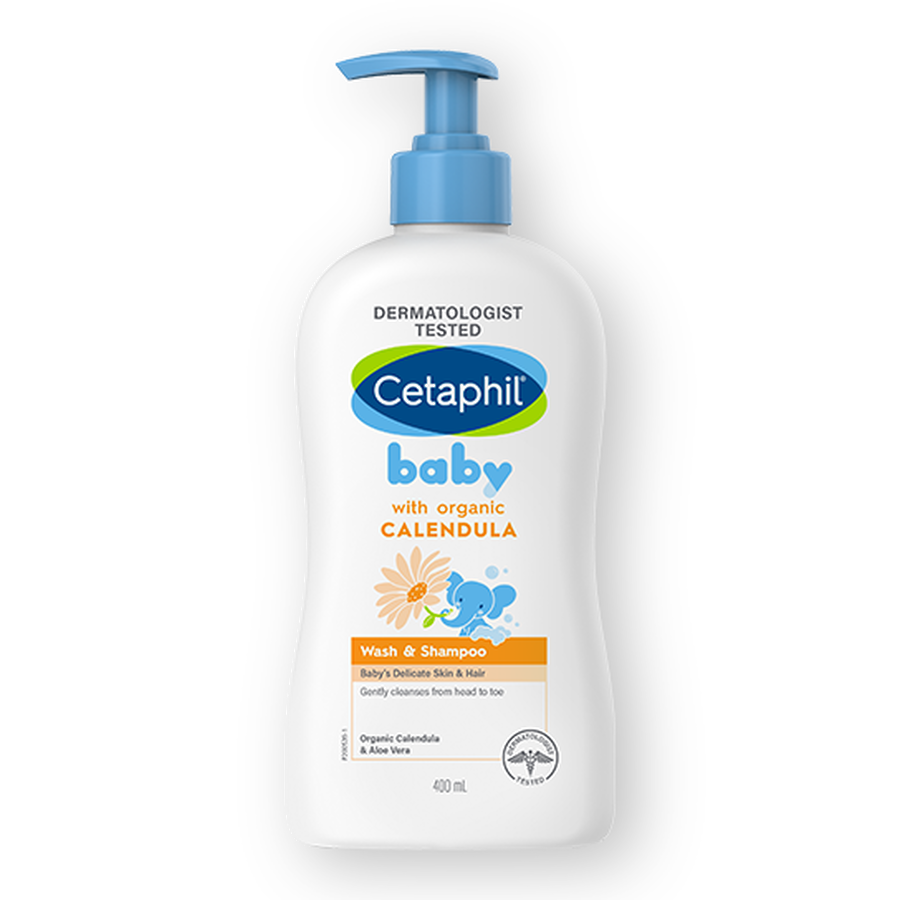 DERMATOLOGIST
TESTED
Cetaphil®
baby
with organic
CALENDULA
Wash & Shampoo
Baby's Delicate Skin & Hair
Gently cleanses from head to toe
Organic Calendula
& Aloe Vera
DERMATOLOGIST
TESTED
400 mL